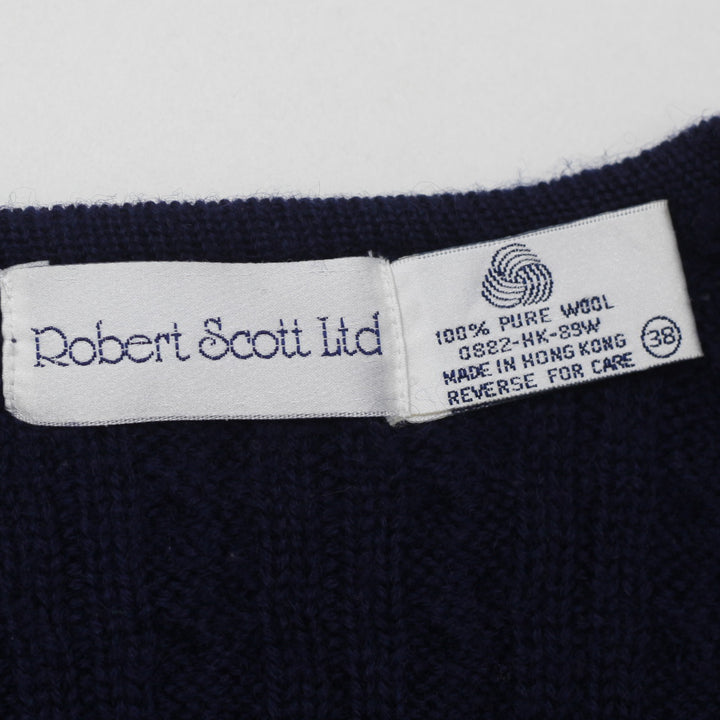 Robert Scott Ltd
100% PURE WOOL
0822-HK-89W
MADE IN HONG KONG
REVERSE FOR CARE
38